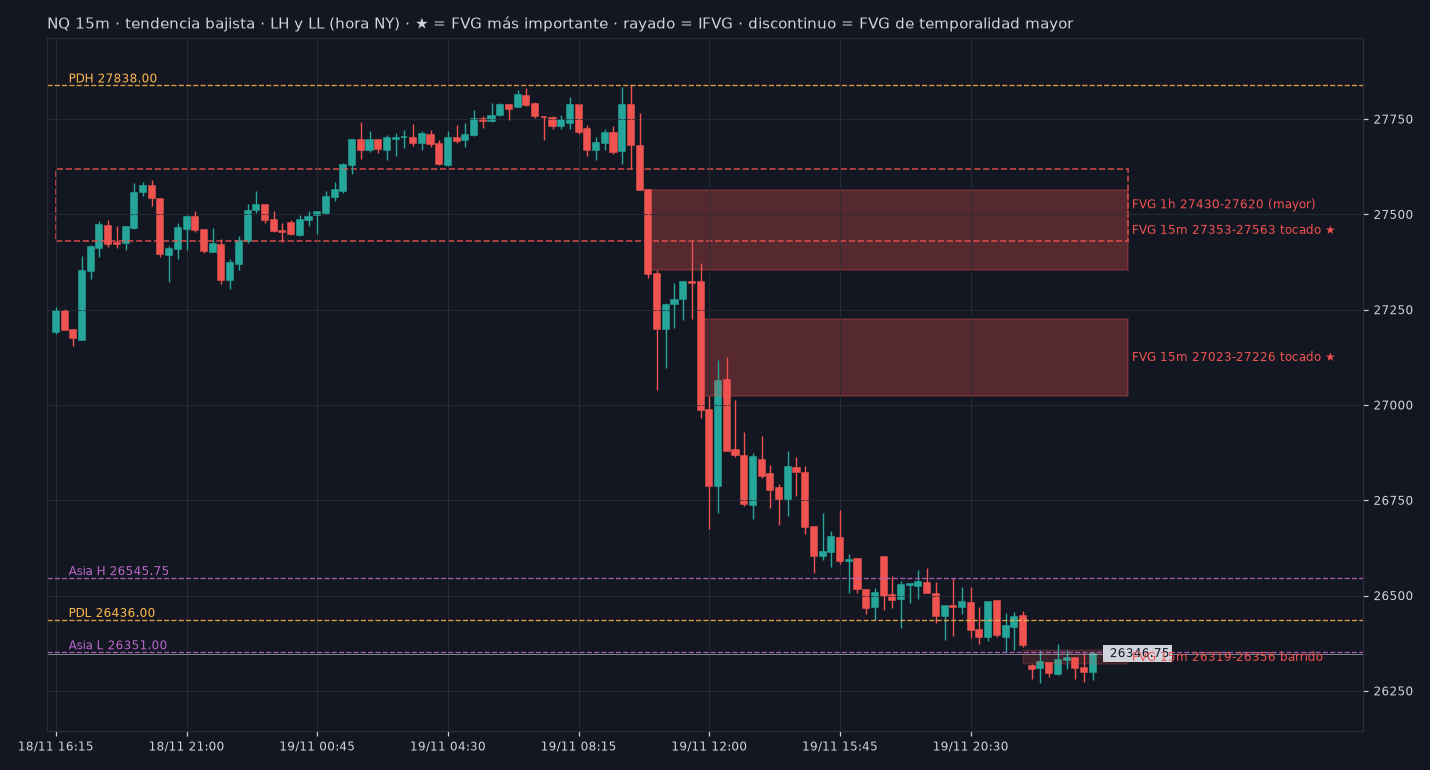 NQ 15m · tendencia bajista · LH y LL (hora NY) · ★ = FVG más importante · rayado = IFVG · discontinuo = FVG de temporalidad mayor
PDH 27838.00
27750
FVG 1h 27430-27620 (mayor)
27500
FVG 15m 27353-27563 tocado ★
27250
FVG 15m 27023-27226 tocado ★
27000
26750
Asia H 26545.75
26500
PDL 26436.00
Asia L 26351.00
26346.75
FVG 15m 26319-26356 barrido
26250
18/11 16:15
18/11 21:00
19/11 00:45
19/11 04:30
19/11 08:15
19/11 12:00
19/11 15:45
19/11 20:30